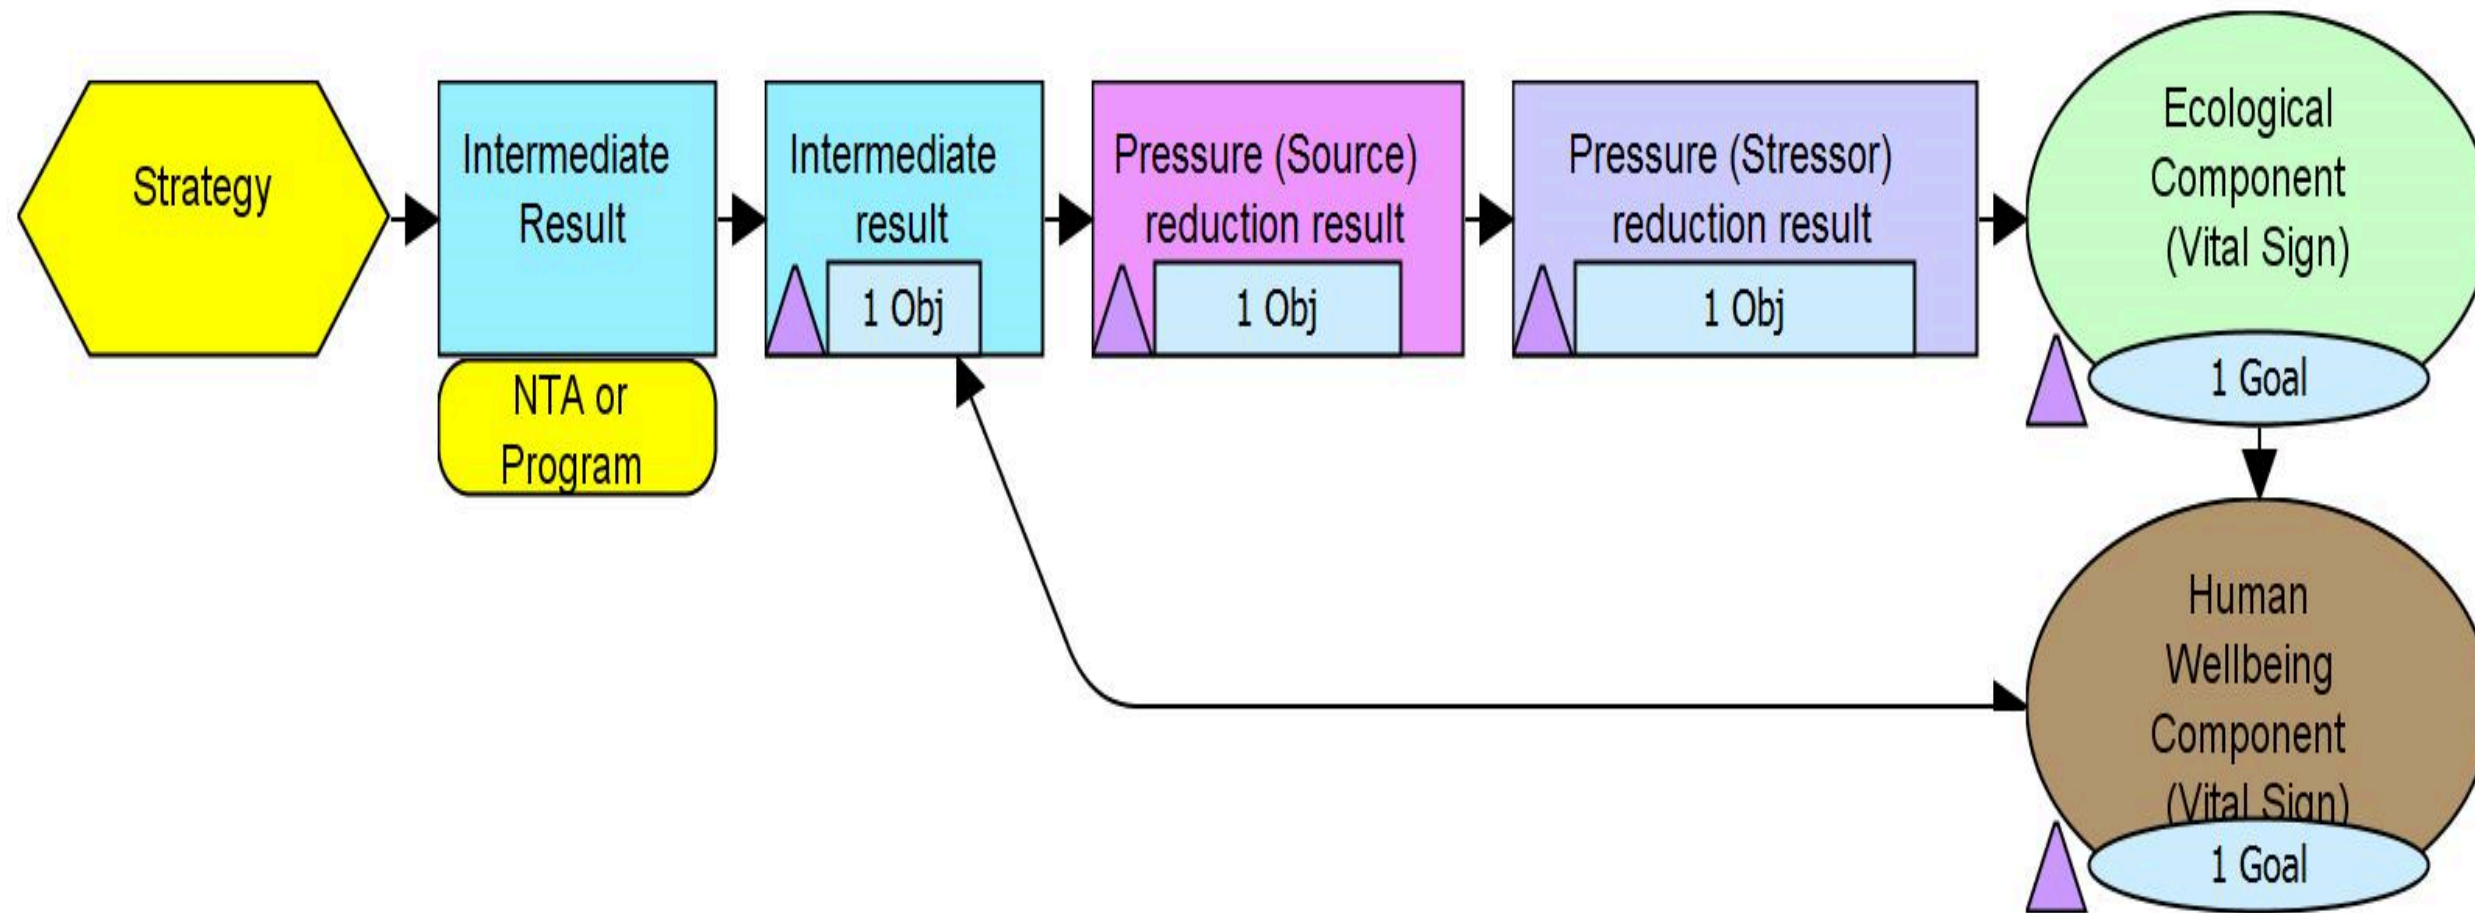 Strategy
Intermediate
Result
NTA or
Program
Intermediate
result
1 Obj
Pressure (Source)
reduction result
1 Obj
Pressure (Stressor)
reduction result
1 Obj
Ecological
Component
(Vital Sign)
1 Goal
Human
Wellbeing
Component
(Vital Sign)
1 Goal